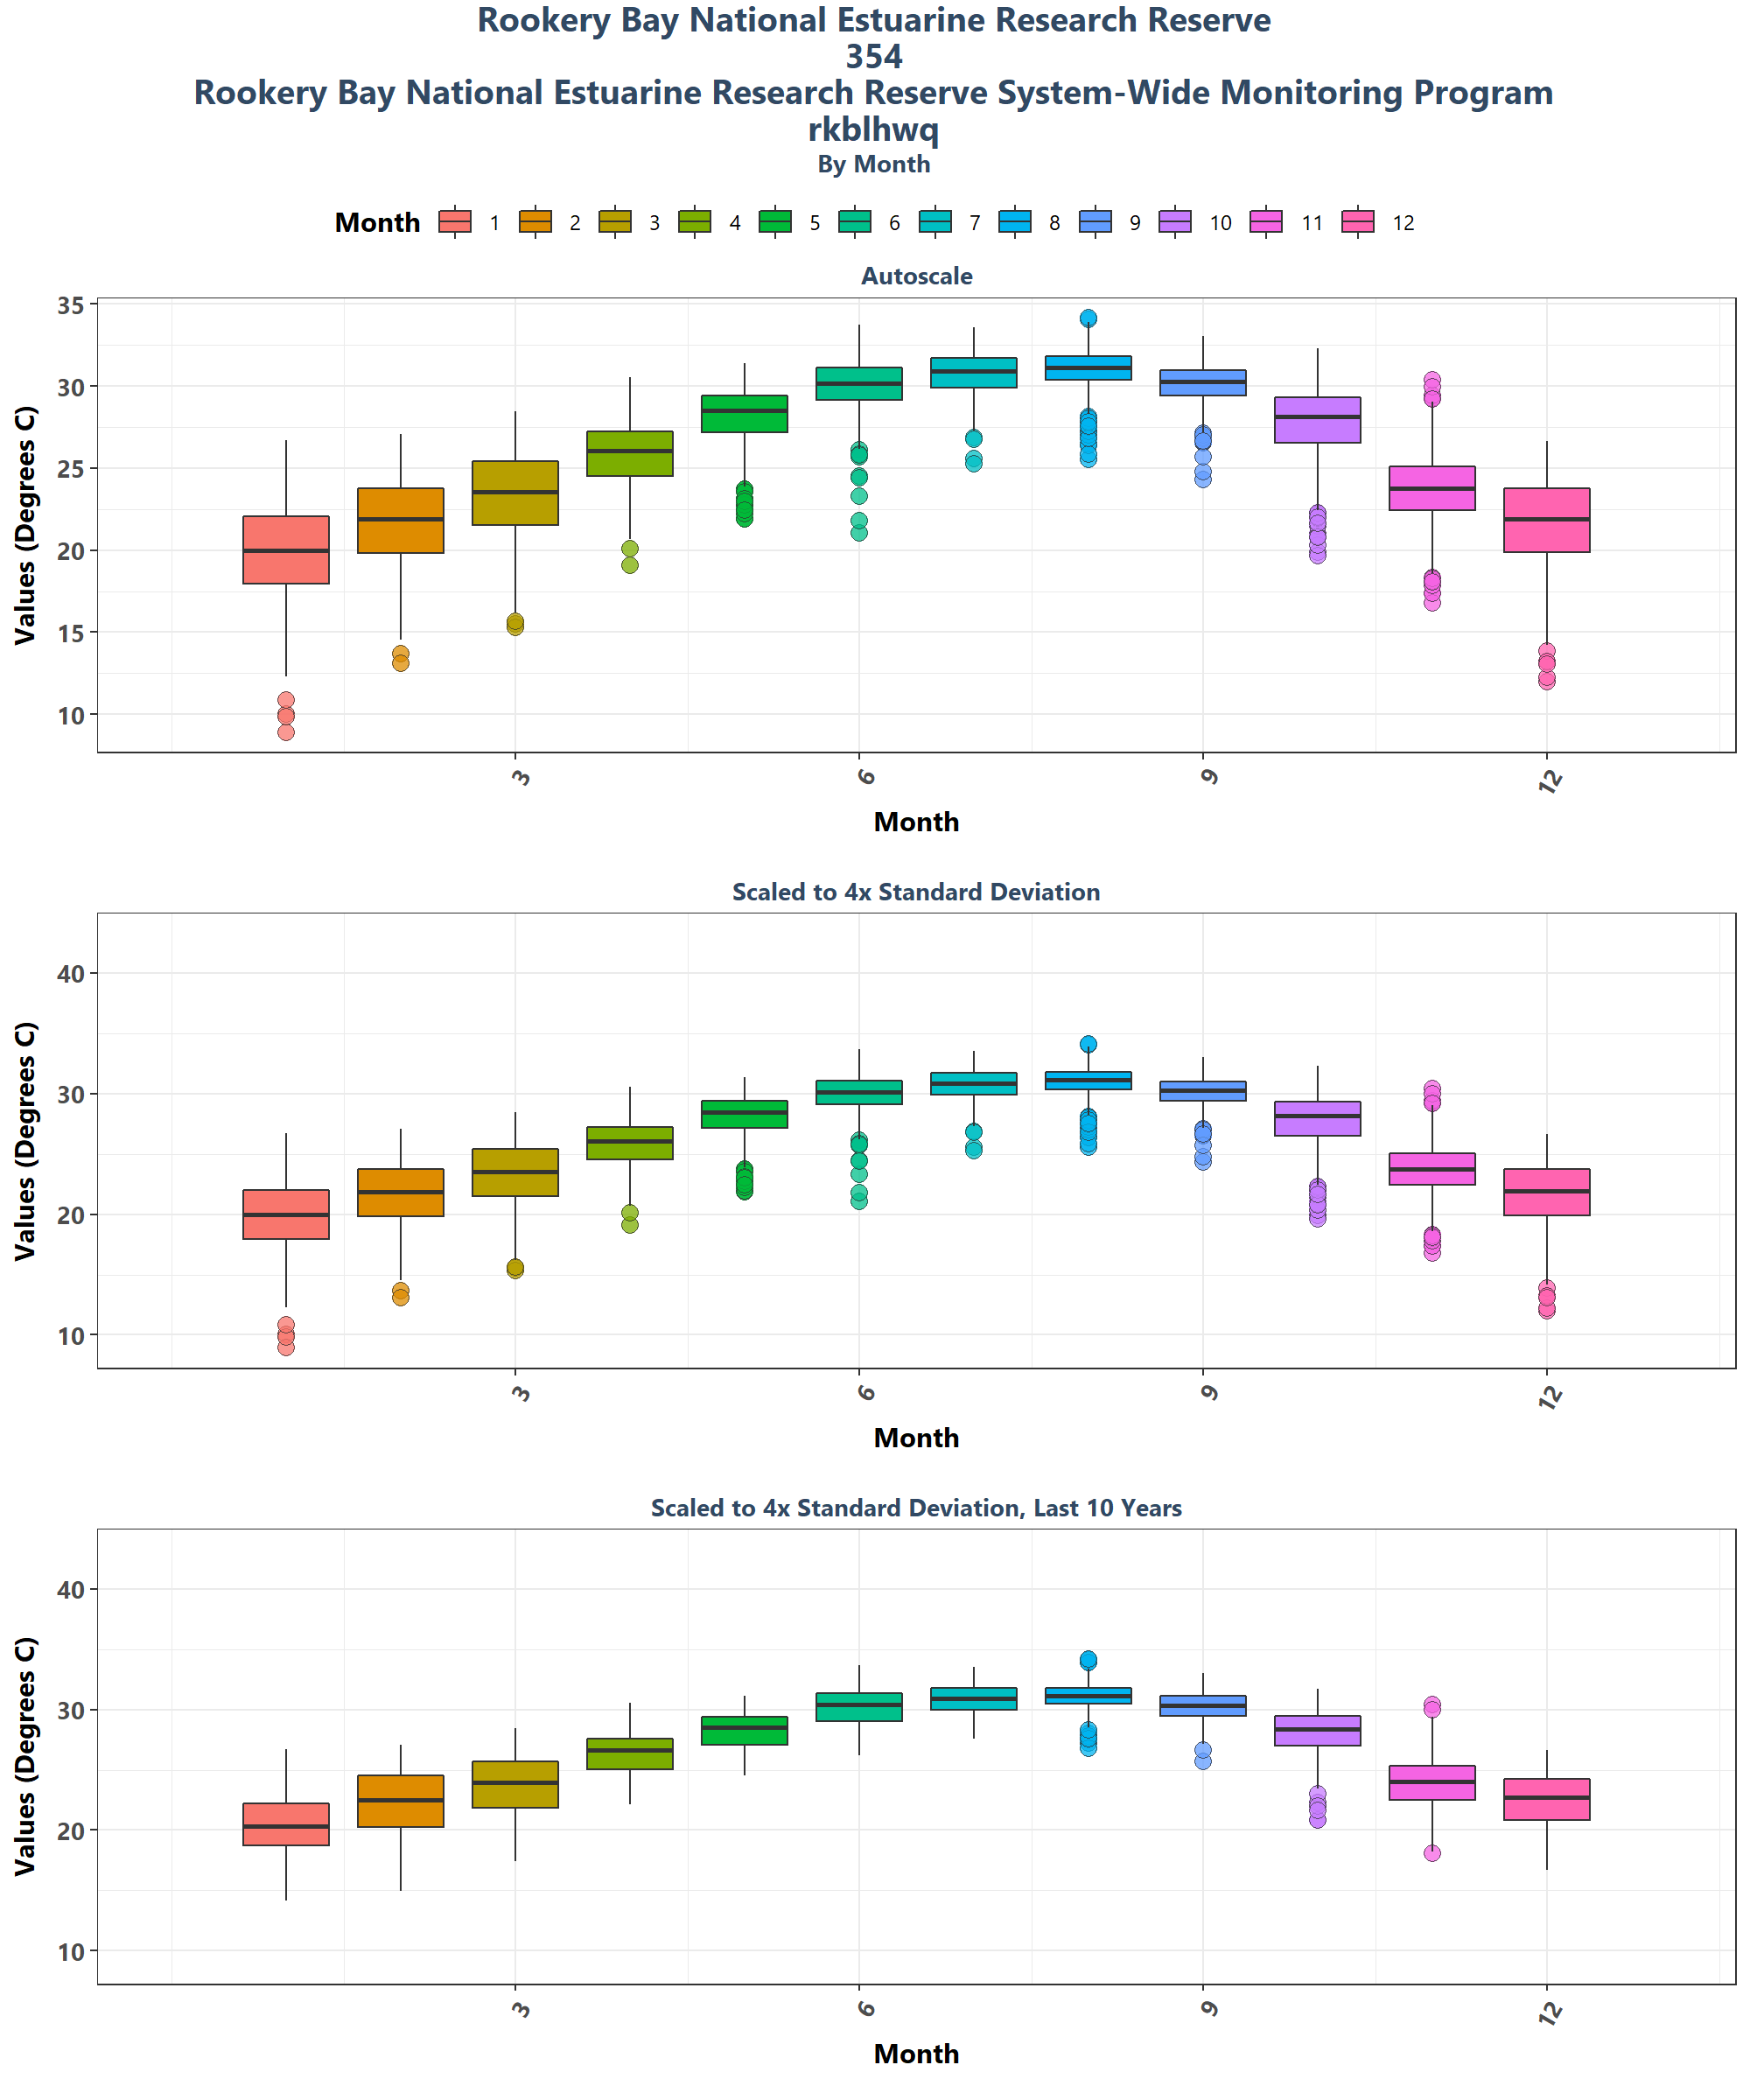 Rookery Bay National Estuarine Research Reserve
354
Rookery Bay National Estuarine Research Reserve System-Wide Monitoring Program
rkblhwq
By Month
Month 1 2 3 4 5 6 7 8 9 10 11 12
Autoscale
Values (Degrees C)
35
30
25
20
15
10
3 6 9 12
Month
Scaled to 4x Standard Deviation
Values (Degrees C)
40
30
20
10
3 6 9 12
Month
Scaled to 4x Standard Deviation, Last 10 Years
Values (Degrees C)
40
30
20
10
3 6 9 12
Month